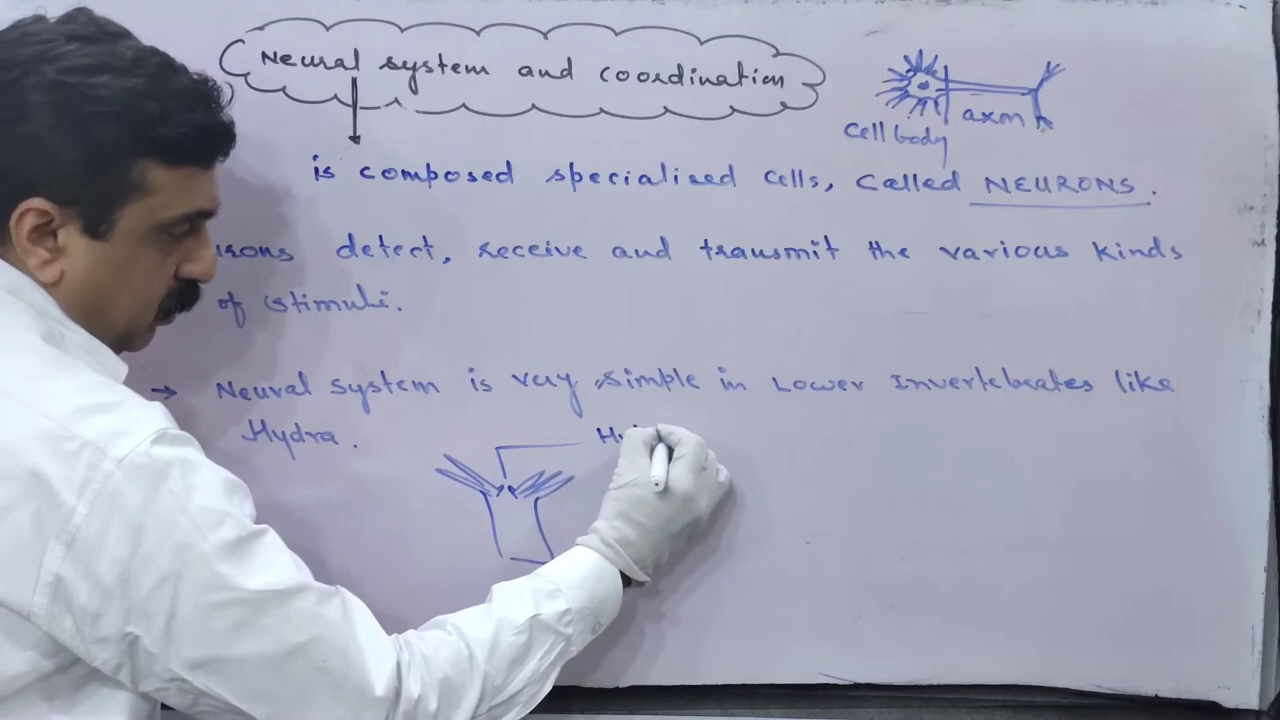 Neural system and coordination
Cell body
axon
is composed specialised cells, called NEURONS.
detect, receive and transmit the various kinds
of stimuli.
→ Neural system is very simple in Lower Invertebrates like
Hydra.